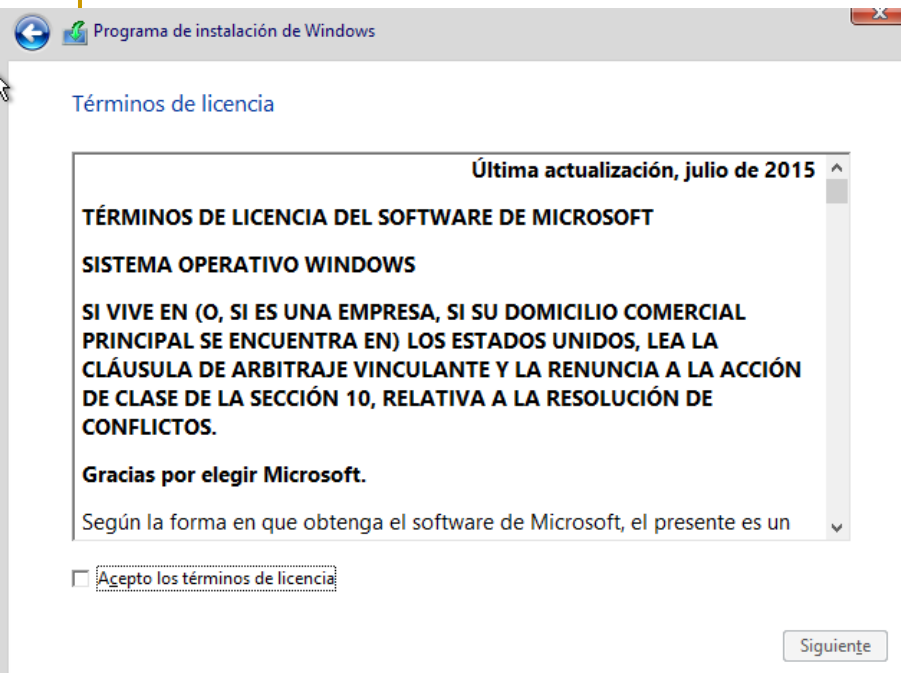 Programa de instalación de Windows
Términos de licencia
Última actualización, julio de 2015
TÉRMINOS DE LICENCIA DEL SOFTWARE DE MICROSOFT
SISTEMA OPERATIVO WINDOWS
SI VIVE EN (O, SI ES UNA EMPRESA, SI SU DOMICILIO COMERCIAL
PRINCIPAL SE ENCUENTRA EN) LOS ESTADOS UNIDOS, LEA LA
CLÁUSULA DE ARBITRAJE VINCULANTE Y LA RENUNCIA A LA ACCIÓN
DE CLASE DE LA SECCIÓN 10, RELATIVA A LA RESOLUCIÓN DE
CONFLICTOS.
Gracias por elegir Microsoft.
Según la forma en que obtenga el software de Microsoft, el presente es un
Acepto los términos de licencia
Siguiente